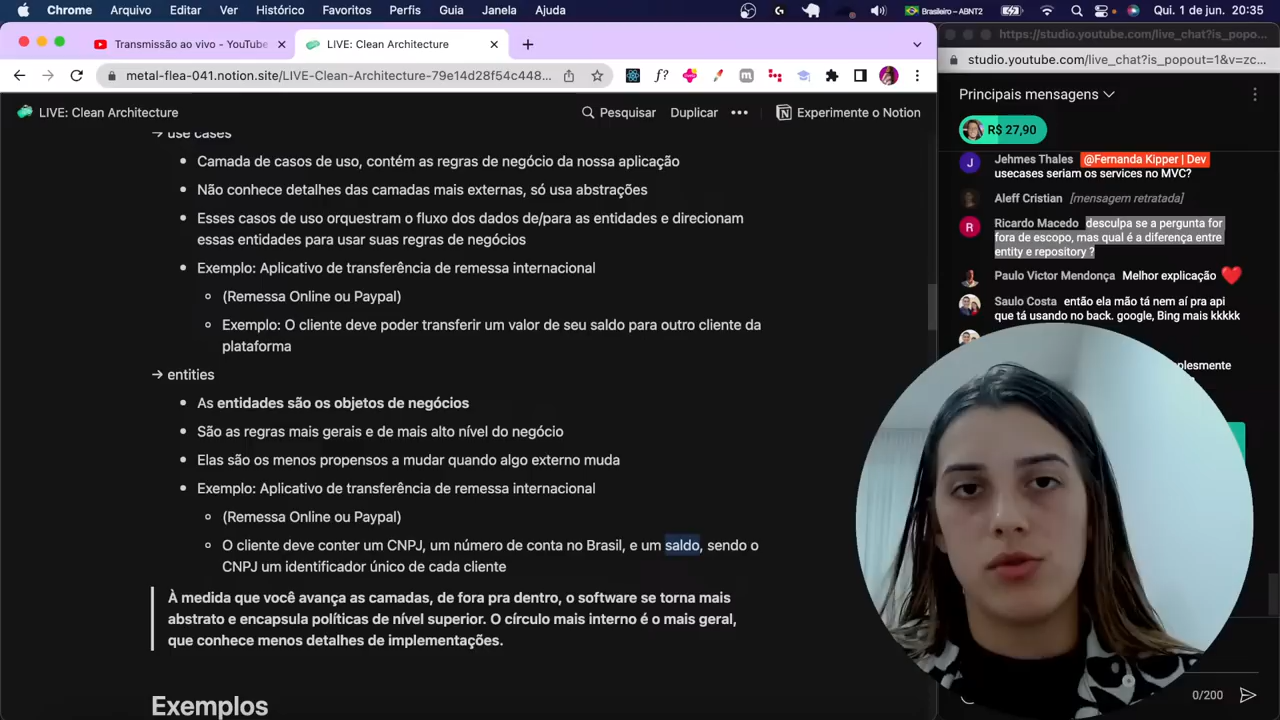 Chrome Arquivo Editar Ver Histórico Favoritos Perfis Guia Janela Ajuda
Brasileiro – ABNT2 Qui. 1 de jun. 20:35
Transmissão ao vivo - YouTube
LIVE: Clean Architecture
metal-flea-041.notion.site/LIVE-Clean-Architecture-79e14d28f54c448...
LIVE: Clean Architecture
Pesquisar Duplicar ••• Experimente o Notion
→ use cases
• Camada de casos de uso, contém as regras de negócio da nossa aplicação
• Não conhece detalhes das camadas mais externas, só usa abstrações
• Esses casos de uso orquestram o fluxo dos dados de/para as entidades e direcionam
essas entidades para usar suas regras de negócios
• Exemplo: Aplicativo de transferência de remessa internacional
◦ (Remessa Online ou Paypal)
◦ Exemplo: O cliente deve poder transferir um valor de seu saldo para outro cliente da
plataforma
→ entities
• As entidades são os objetos de negócios
• São as regras mais gerais e de mais alto nível do negócio
• Elas são os menos propensos a mudar quando algo externo muda
• Exemplo: Aplicativo de transferência de remessa internacional
◦ (Remessa Online ou Paypal)
◦ O cliente deve conter um CNPJ, um número de conta no Brasil, e um saldo, sendo o
CNPJ um identificador único de cada cliente
À medida que você avança as camadas, de fora pra dentro, o software se torna mais
abstrato e encapsula políticas de nível superior. O círculo mais interno é o mais geral,
que conhece menos detalhes de implementações.
Exemplos
https://studio.youtube.com/live_chat?is_popout=1&v=zc...
studio.youtube.com/live_chat?is_popout=1&v=zc...
Principais mensagens
R$ 27,90
Jehmes Thales @Fernanda Kipper | Dev
usecases seriam os services no MVC?
Aleff Cristian [mensagem retratada]
Ricardo Macedo desculpa se a pergunta for
fora de escopo, mas qual é a diferença entre
entity e repository ?
Paulo Victor Mendonça Melhor explicação ❤️
Saulo Costa então ela mão tá nem aí pra api
que tá usando no back. google, Bing mais kkkkk
0/200